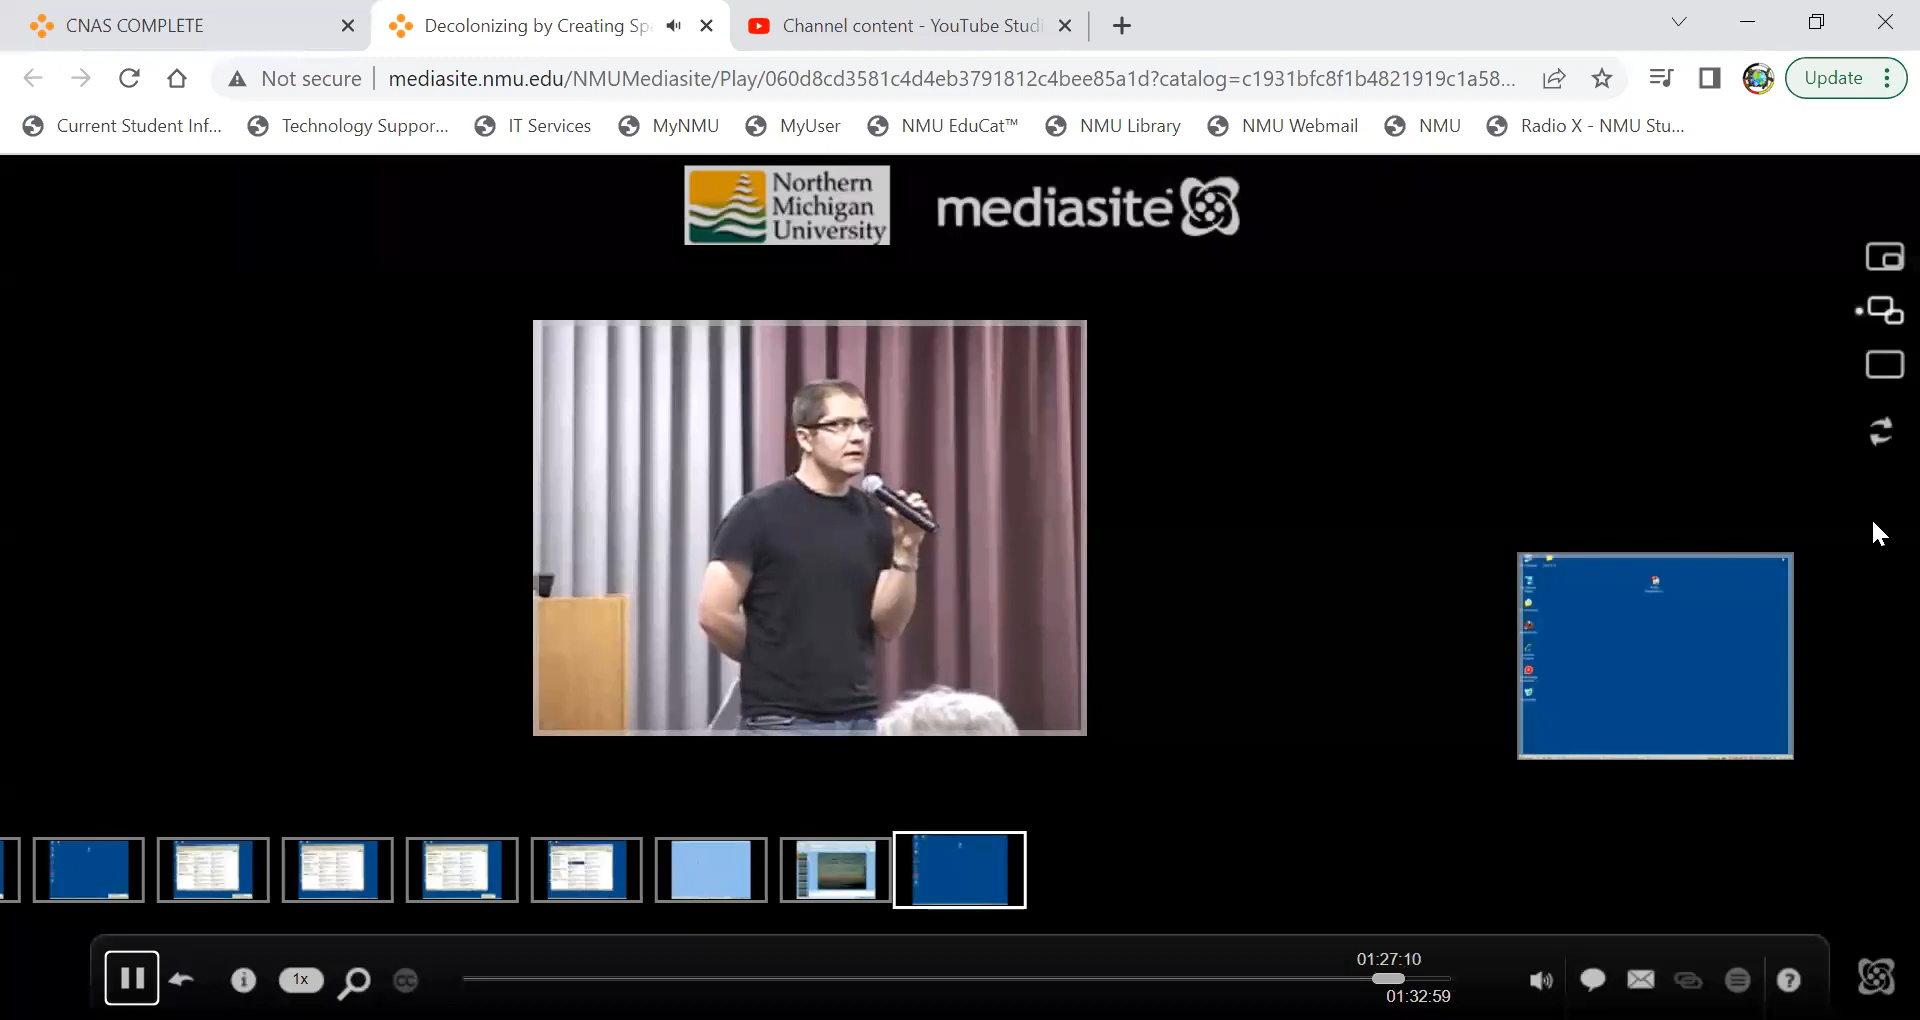 CNAS COMPLETE
Decolonizing by Creating Sp
Channel content - YouTube Studi
Not secure
mediasite.nmu.edu/NMUMediasite/Play/060d8cd3581c4d4eb3791812c4bee85a1d?catalog=c1931bfc8f1b4821919c1a58...
Update
Current Student Inf...
Technology Suppor...
IT Services
MyNMU
MyUser
NMU EduCat™
NMU Library
NMU Webmail
NMU
Radio X - NMU Stu...
Northern
Michigan
University
mediasite
01:27:10
1x
CC
01:32:59